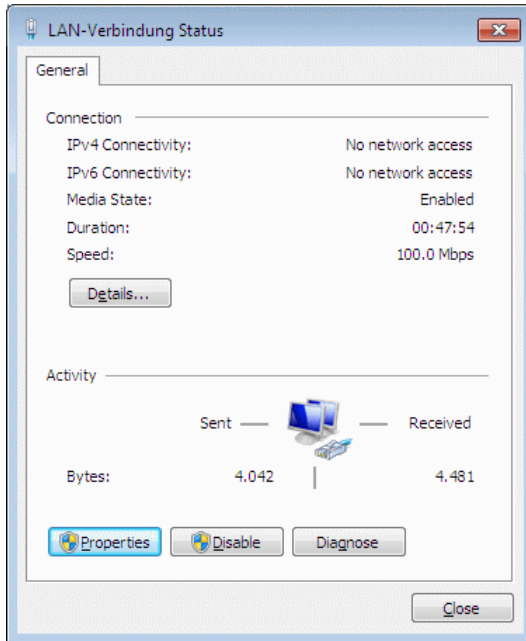 LAN-Verbindung Status
General
Connection
IPv4 Connectivity: No network access
IPv6 Connectivity: No network access
Media State: Enabled
Duration: 00:47:54
Speed: 100.0 Mbps
Details...
Activity
Sent Received
Bytes: 4.042 4.481
Properties Disable Diagnose
Close